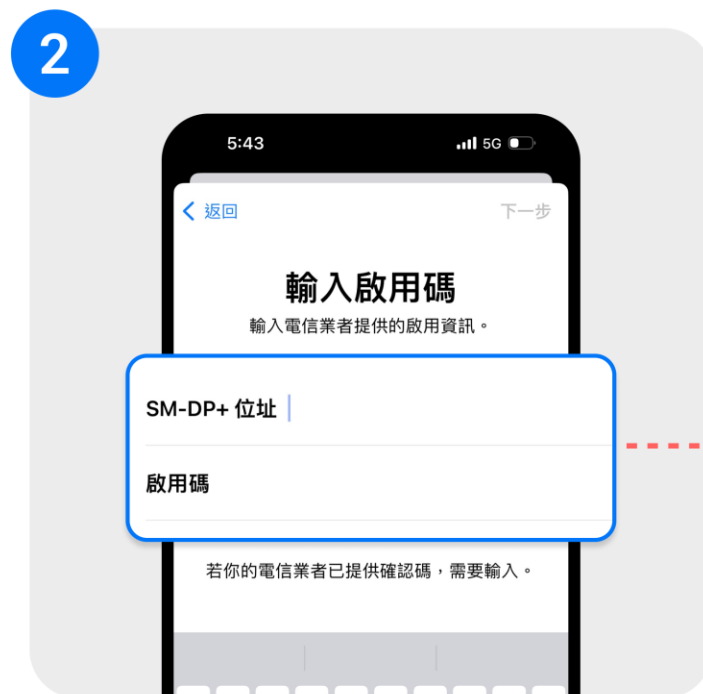 2
5:43 5G
返回 下一步
輸入啟用碼
輸入電信業者提供的啟用資訊。
SM-DP+ 位址
啟用碼
若你的電信業者已提供確認碼，需要輸入。